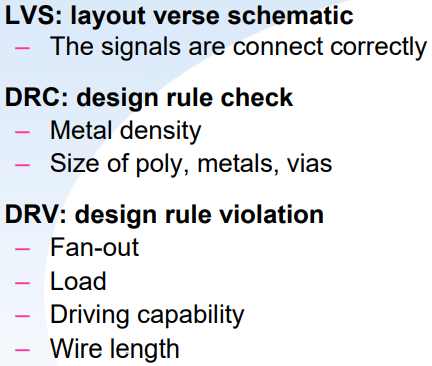 LVS: layout verse schematic
– The signals are connect correctly
DRC: design rule check
– Metal density
– Size of poly, metals, vias
DRV: design rule violation
– Fan-out
– Load
– Driving capability
– Wire length